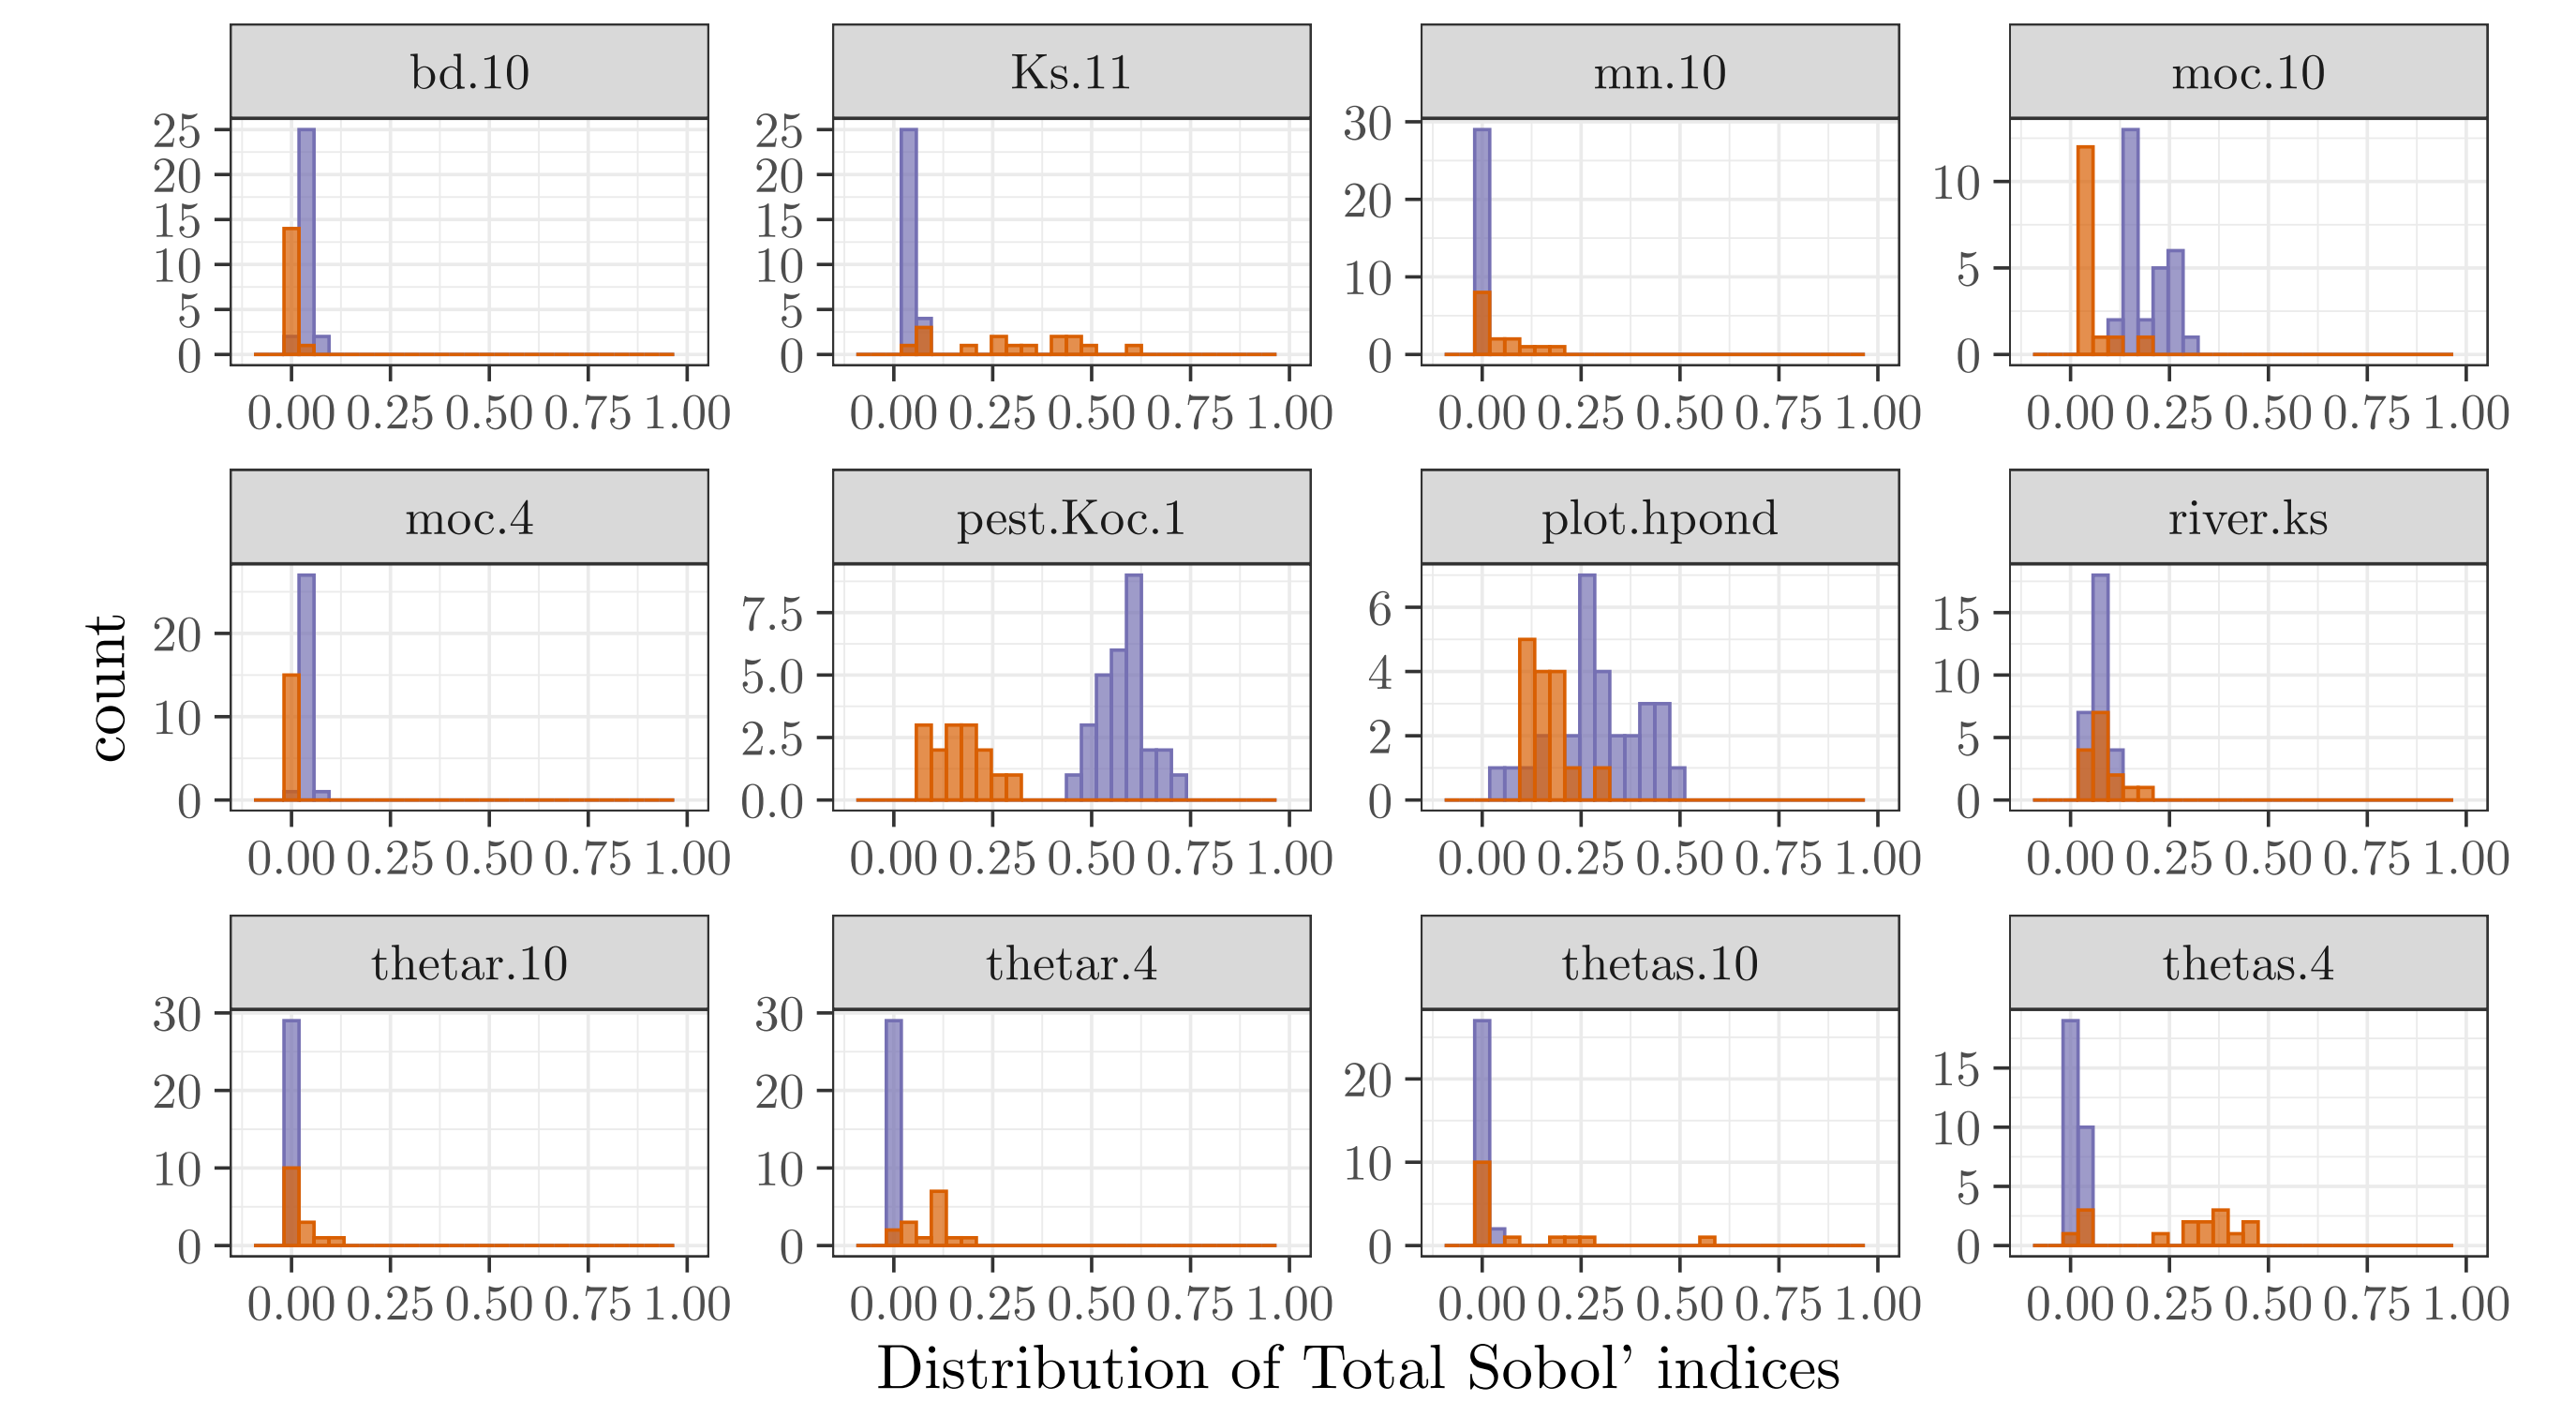 bd.10 Ks.11 mn.10 moc.10
25 20 15 10 5 0
25 20 15 10 5 0
30 20 10 0
10 5 0
0.00 0.25 0.50 0.75 1.00 0.00 0.25 0.50 0.75 1.00 0.00 0.25 0.50 0.75 1.00 0.00 0.25 0.50 0.75 1.00
moc.4 pest.Koc.1 plot.hpond river.ks
20 10 0
7.5 5.0 2.5 0.0
6 4 2 0
15 10 5 0
0.00 0.25 0.50 0.75 1.00 0.00 0.25 0.50 0.75 1.00 0.00 0.25 0.50 0.75 1.00 0.00 0.25 0.50 0.75 1.00
count
thetar.10 thetar.4 thetas.10 thetas.4
30 20 10 0
30 20 10 0
20 10 0
15 10 5 0
0.00 0.25 0.50 0.75 1.00 0.00 0.25 0.50 0.75 1.00 0.00 0.25 0.50 0.75 1.00 0.00 0.25 0.50 0.75 1.00
Distribution of Total Sobol' indices